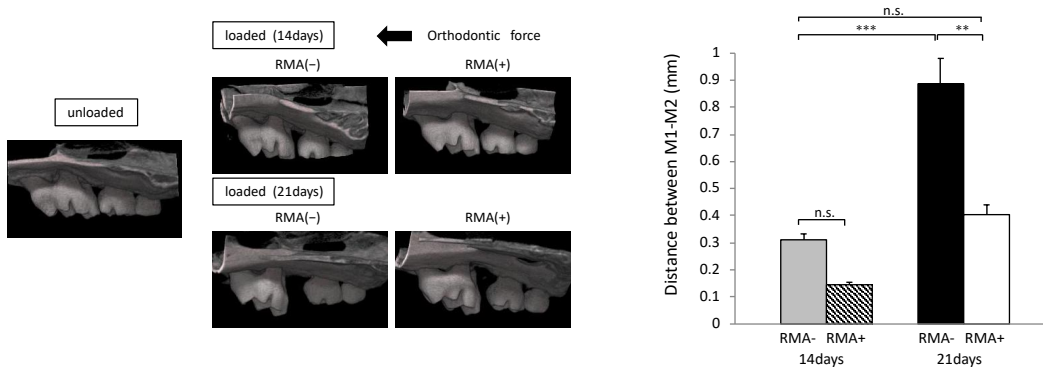 unloaded
loaded (14days)
Orthodontic force
RMA(−)
RMA(+)
loaded (21days)
RMA(−)
RMA(+)
n.s.
***
**
n.s.
Distance between M1-M2 (mm)
1
0.9
0.8
0.7
0.6
0.5
0.4
0.3
0.2
0.1
0
RMA- RMA+
14days
RMA- RMA+
21days